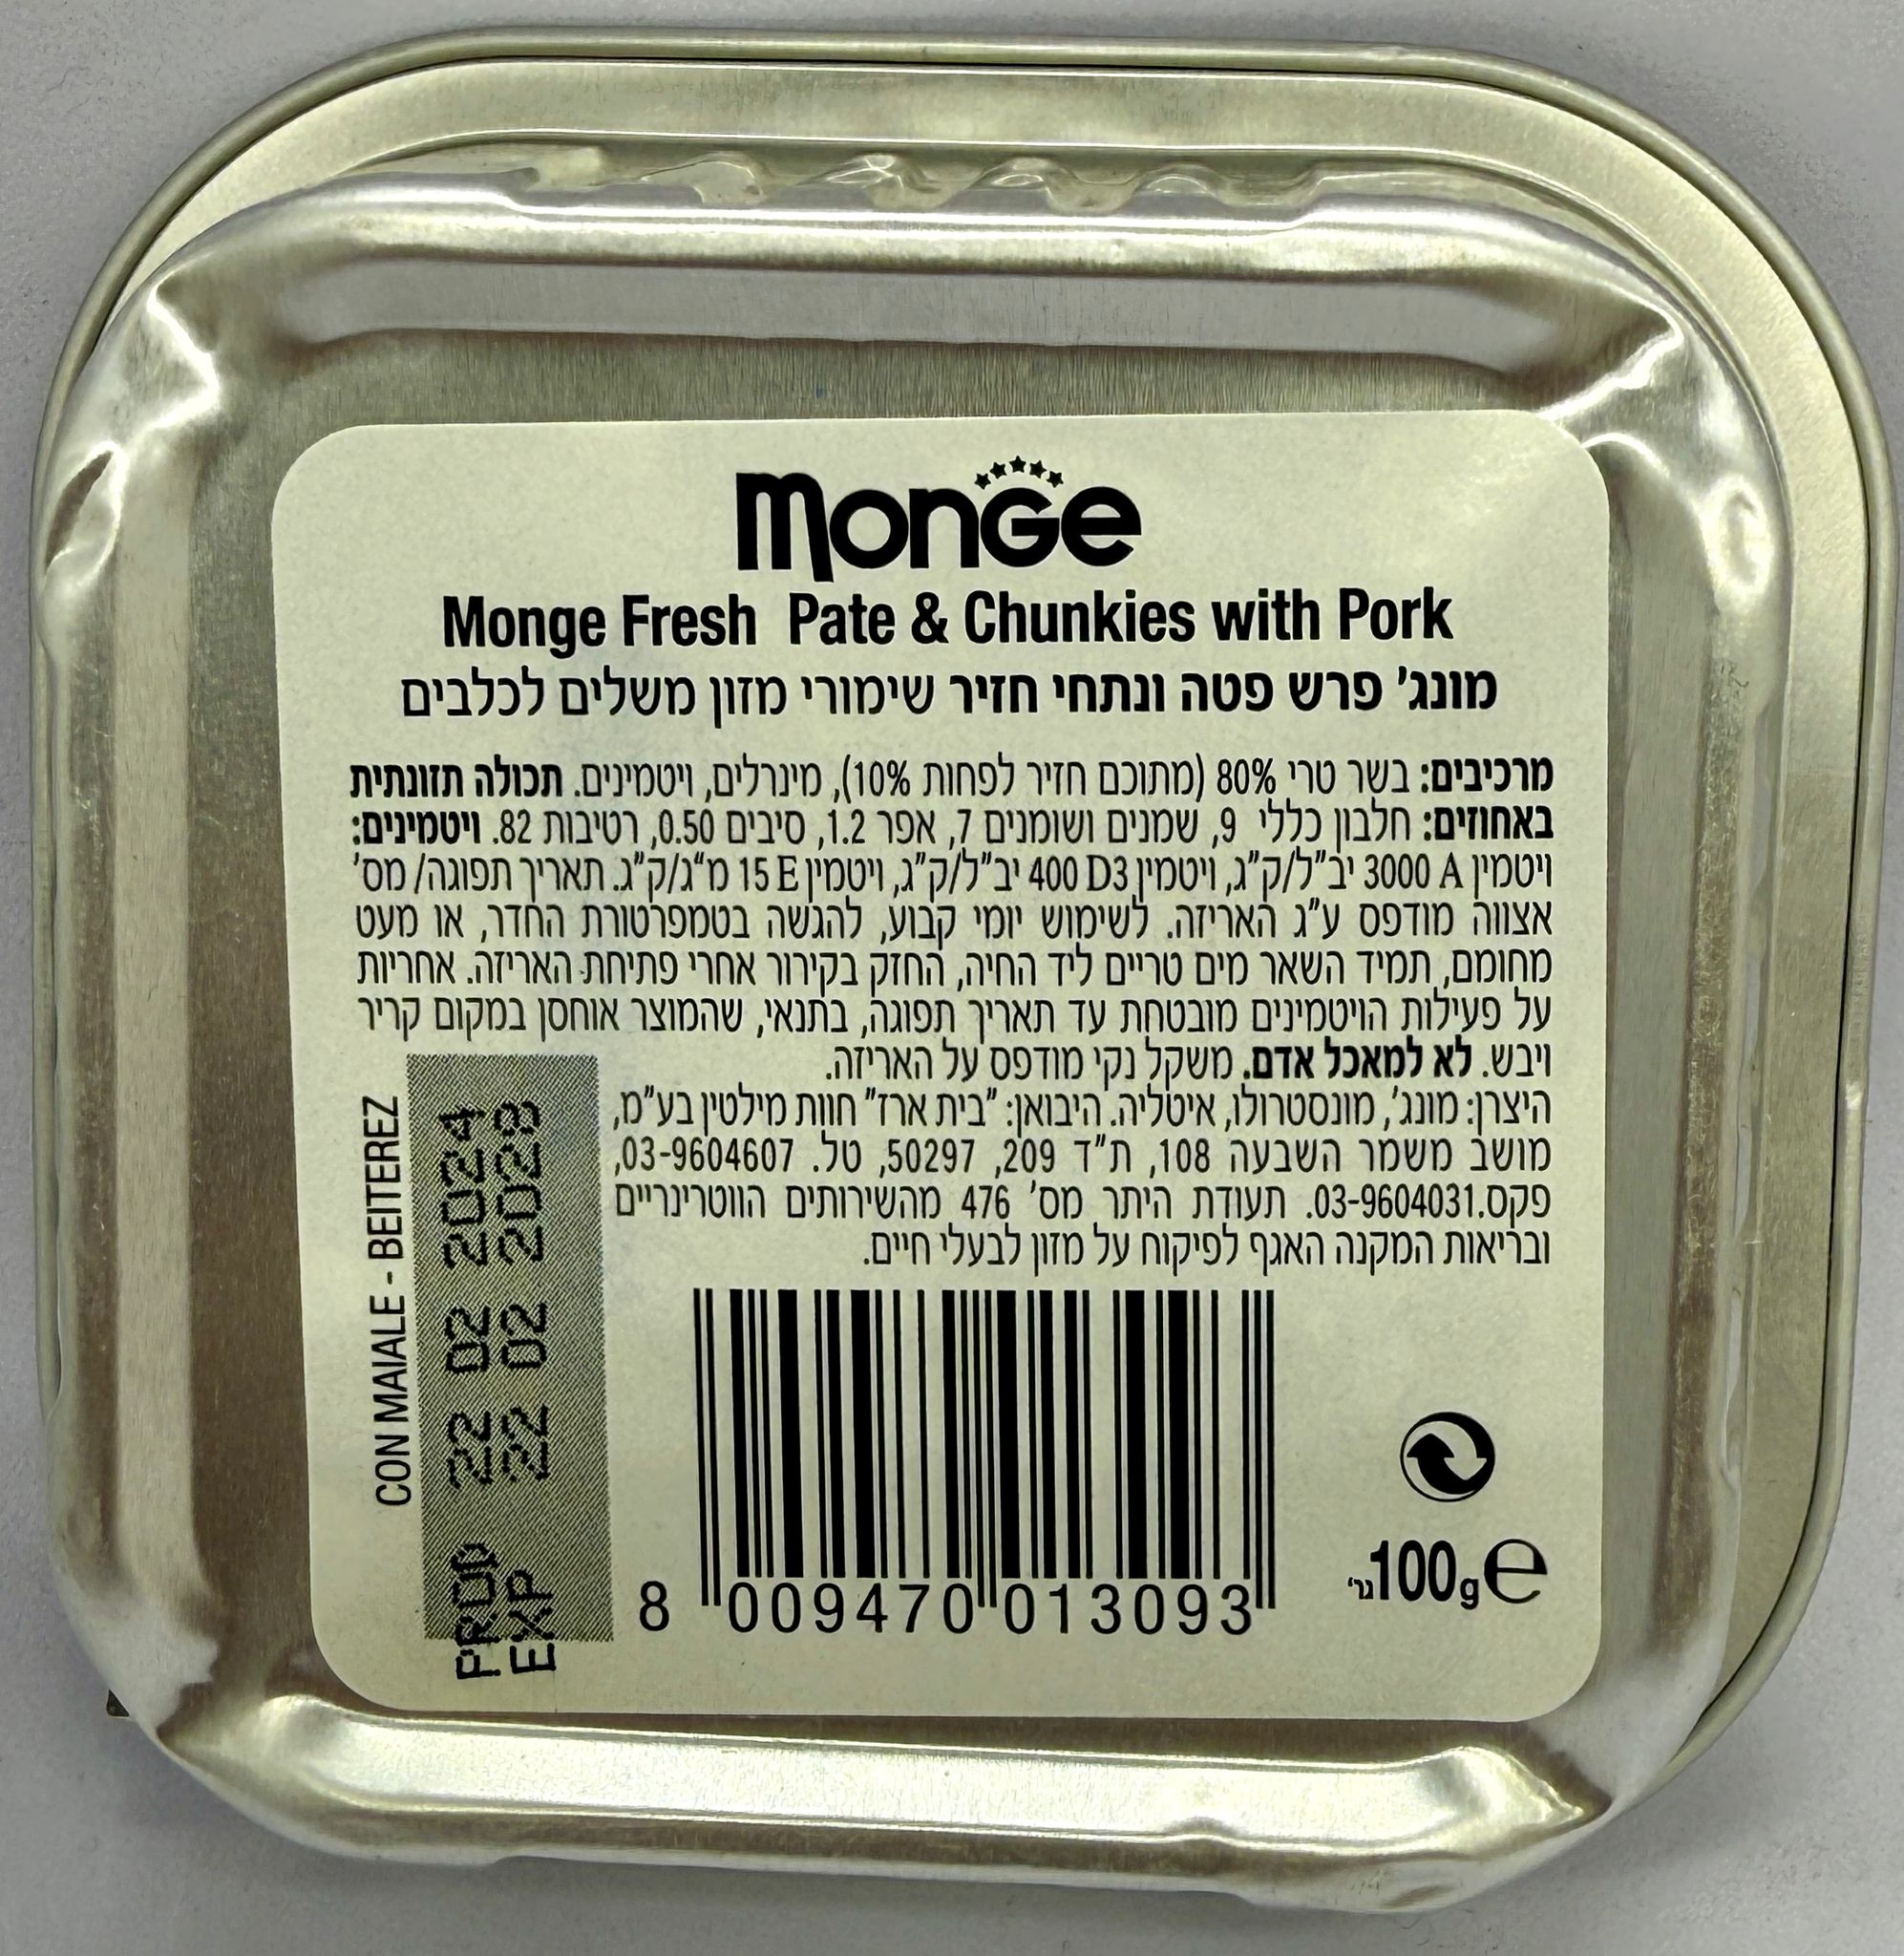 Monge
Monge Fresh Pate & Chunkies with Pork
מונג' פרש פטה ונתחי חזיר שימורי מזון משלים לכלבים
מרכיבים: בשר טרי 80% (מתוכם חזיר לפחות 10%), מינרלים, ויטמינים. תכולה תזונתית
באחוזים: חלבון כללי 9, שמנים ושומנים 7, אפר 1.2, סיבים 0.50, רטיבות 82. ויטמינים:
ויטמין A 3000 יב"ל/ק"ג, ויטמין D3 400 יב"ל/ק"ג, ויטמין E 15 מ"ג/ק"ג. תאריך תפוגה/ מס'
אצווה מודפס ע"ג האריזה. לשימוש יומי קבוע, להגשה בטמפרטורת החדר, או מעט
מחומם, תמיד השאר מים טריים ליד החיה, החזק בקירור אחרי פתיחת האריזה. אחריות
על פעילות הויטמינים מובטחת עד תאריך תפוגה, בתנאי, שהמוצר אוחסן במקום קריר
ויבש. לא למאכל אדם. משקל נקי מודפס על האריזה.
היצרן: מונג', מונסטרולו, איטליה. היבואן: "בית ארז" חוות מילטין בע"מ,
מושב משמר השבעה 108, ת"ד 209, 50297, טל. 03-9604607,
פקס.03-9604031. תעודת היתר מס' 476 מהשירותים הווטרינריים
ובריאות המקנה האגף לפיקוח על מזון לבעלי חיים.
CON MAIALE - BEITEREZ
PROD 22 02 2024
EXP 22 02 2028
8 009470 013093
100g e גר'